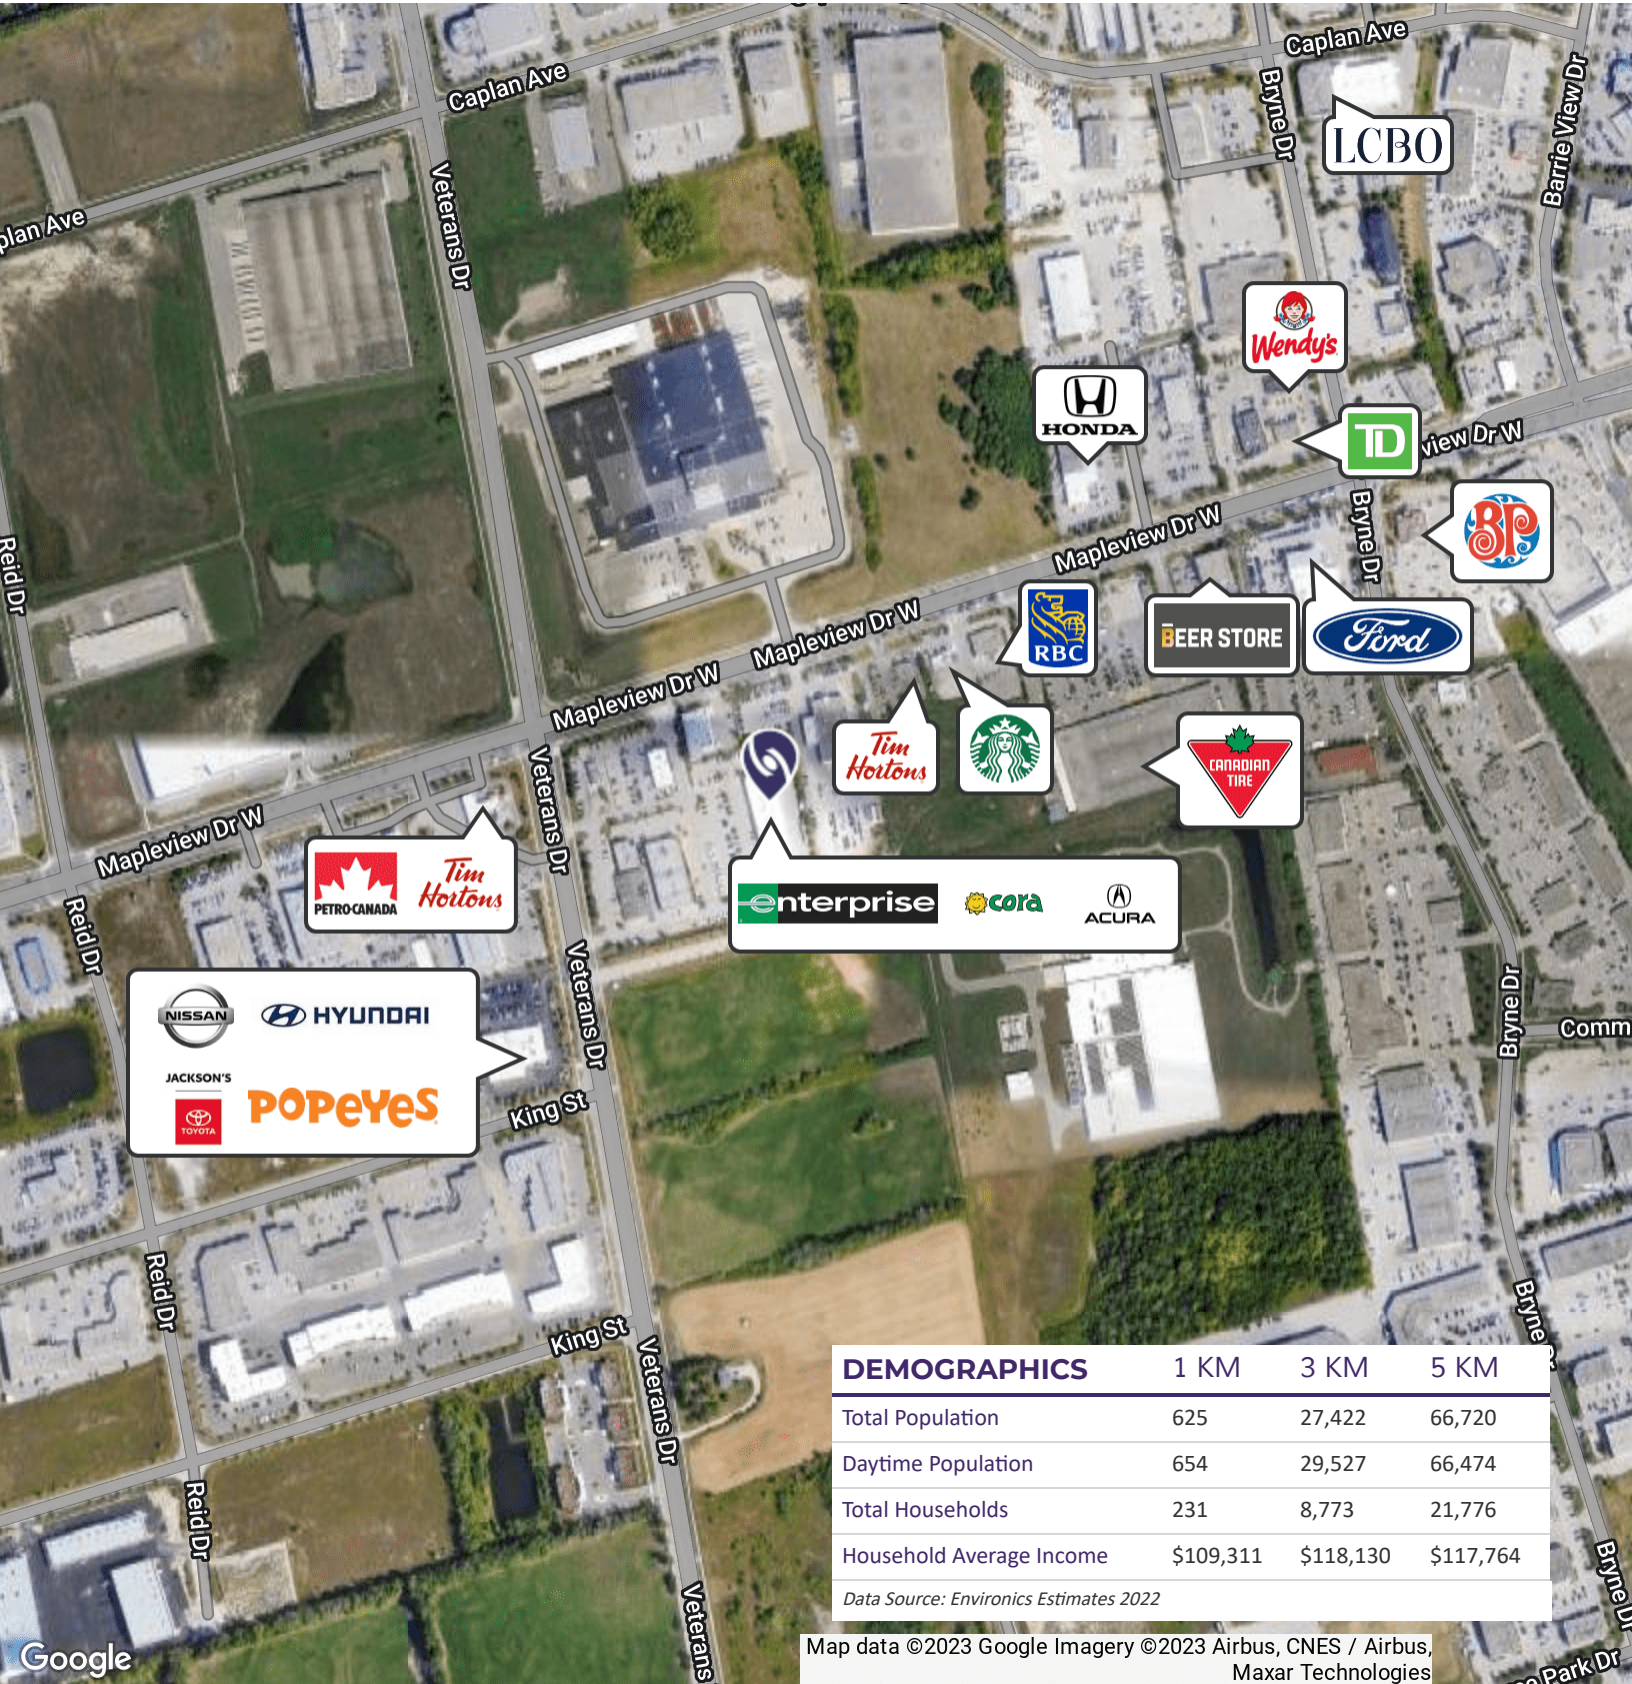 Caplan Ave
Caplan Ave
Bryne Dr
Barrie View Dr
LCBO
Veterans Dr
plan Ave
Wendy's
HONDA
TD
view Dr W
Mapleview Dr W
Bryne Dr
BP
Reid Dr
Mapleview Dr W
RBC
BEER STORE
Ford
Mapleview Dr W
Tim
Hortons
CANADIAN
TIRE
Veterans Dr
Mapleview Dr W
PETRO-CANADA
Tim
Hortons
enterprise
cora
ACURA
Reid Dr
Veterans Dr
Bryne Dr
NISSAN
HYUNDAI
Comm
JACKSON'S
TOYOTA
POPEYES
King St
Reid Dr
Bryne Dr
King St
Veterans Dr
DEMOGRAPHICS 1 KM 3 KM 5 KM
Total Population 625 27,422 66,720
Daytime Population 654 29,527 66,474
Total Households 231 8,773 21,776
Household Average Income $109,311 $118,130 $117,764
Data Source: Environics Estimates 2022
Reid Dr
Bryne Dr
Veterans
Google
Map data ©2023 Google Imagery ©2023 Airbus, CNES / Airbus,
Maxar Technologies
Park Dr